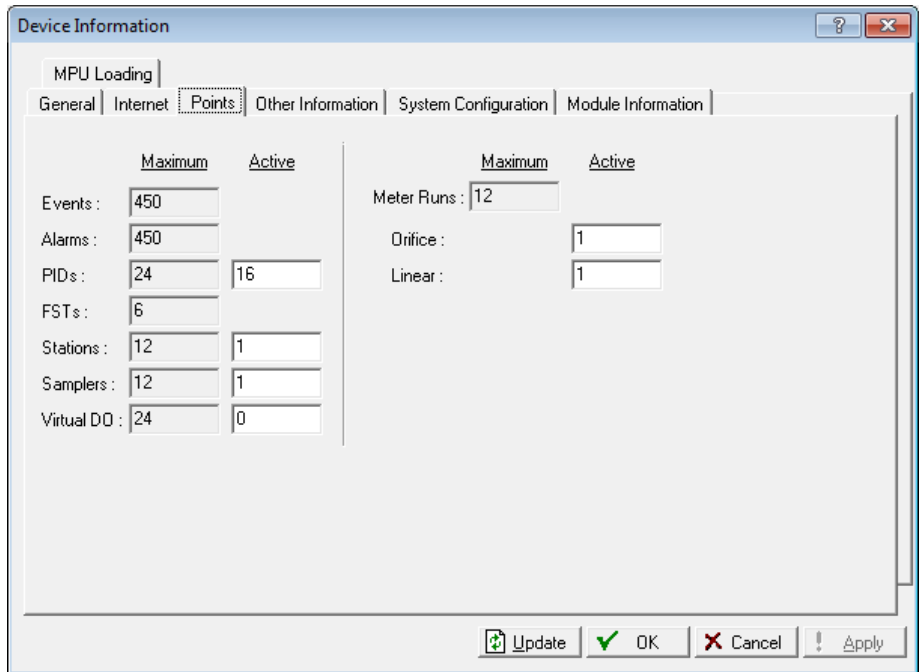 Device Information
MPU Loading
General Internet Points Other Information System Configuration Module Information
Maximum Active
Events : 450
Alarms : 450
PIDs : 24 16
FSTs : 6
Stations : 12 1
Samplers : 12 1
Virtual DO : 24 0
Maximum Active
Meter Runs : 12
Orifice : 1
Linear : 1
Update OK Cancel ! Apply